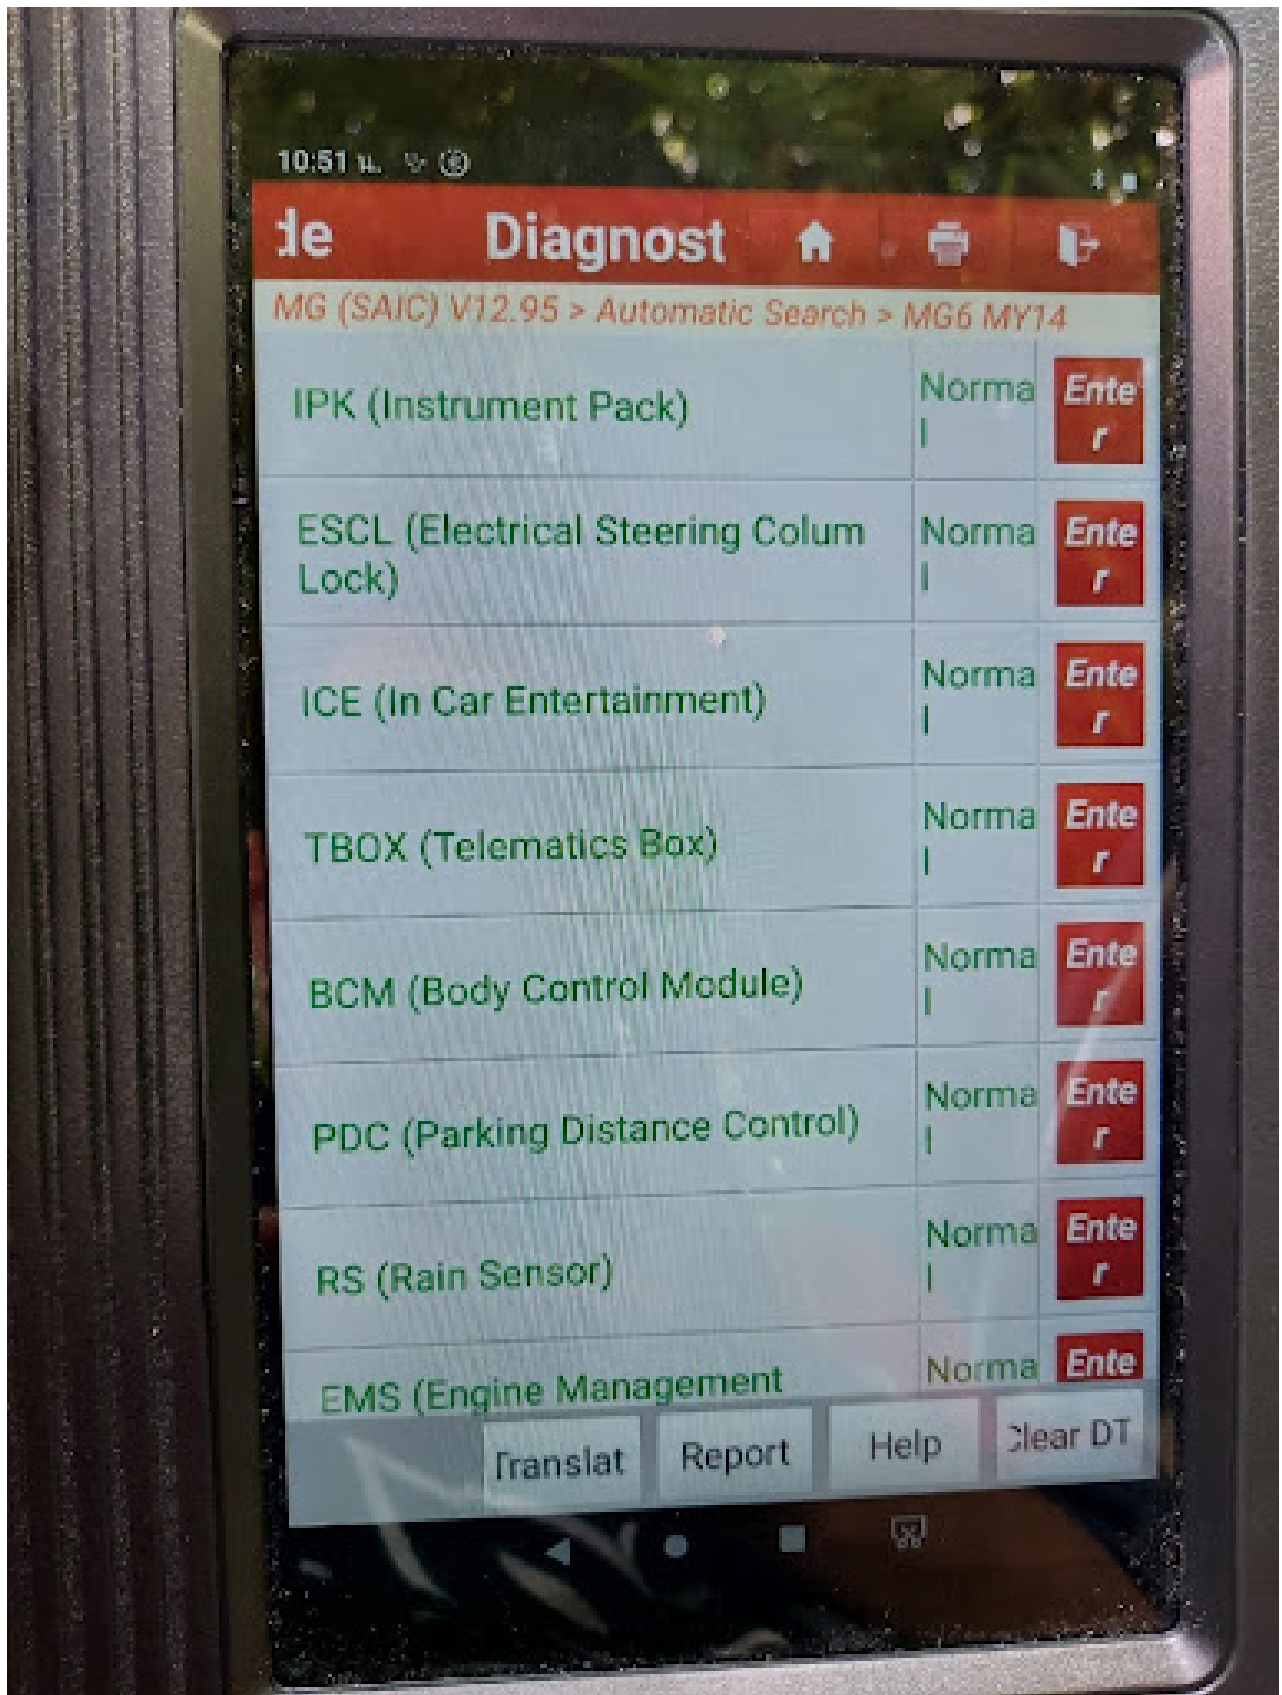 10:51 น.
de Diagnost
MG (SAIC) V12.95 > Automatic Search > MG6 MY14
IPK (Instrument Pack)
Norma
l
Ente
r
ESCL (Electrical Steering Colum
Lock)
Norma
l
Ente
r
ICE (In Car Entertainment)
Norma
l
Ente
r
TBOX (Telematics Box)
Norma
l
Ente
r
BCM (Body Control Module)
Norma
l
Ente
r
PDC (Parking Distance Control)
Norma
l
Ente
r
RS (Rain Sensor)
Norma
l
Ente
r
EMS (Engine Management
Norma
Ente
Translat
Report
Help
Clear DT